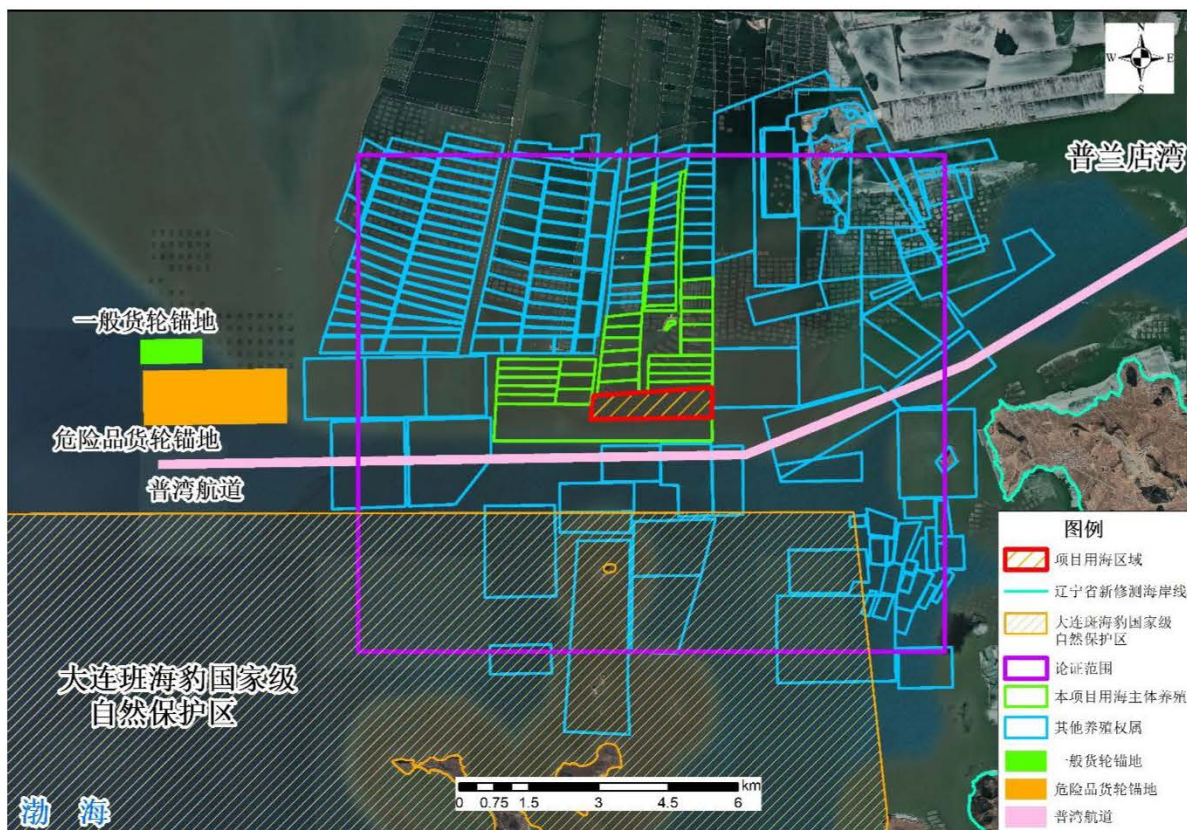 N
W E
S
普兰店湾
一般货轮锚地
危险品货轮锚地
普湾航道
大连班海豹国家级
自然保护区
渤 海
km
0 0.75 1.5 3 4.5 6
图例
项目用海区域
辽宁省新修测海岸线
大连斑海豹国家级
自然保护区
论证范围
本项目用海主体养殖
其他养殖权属
一般货轮锚地
危险品货轮锚地
普湾航道